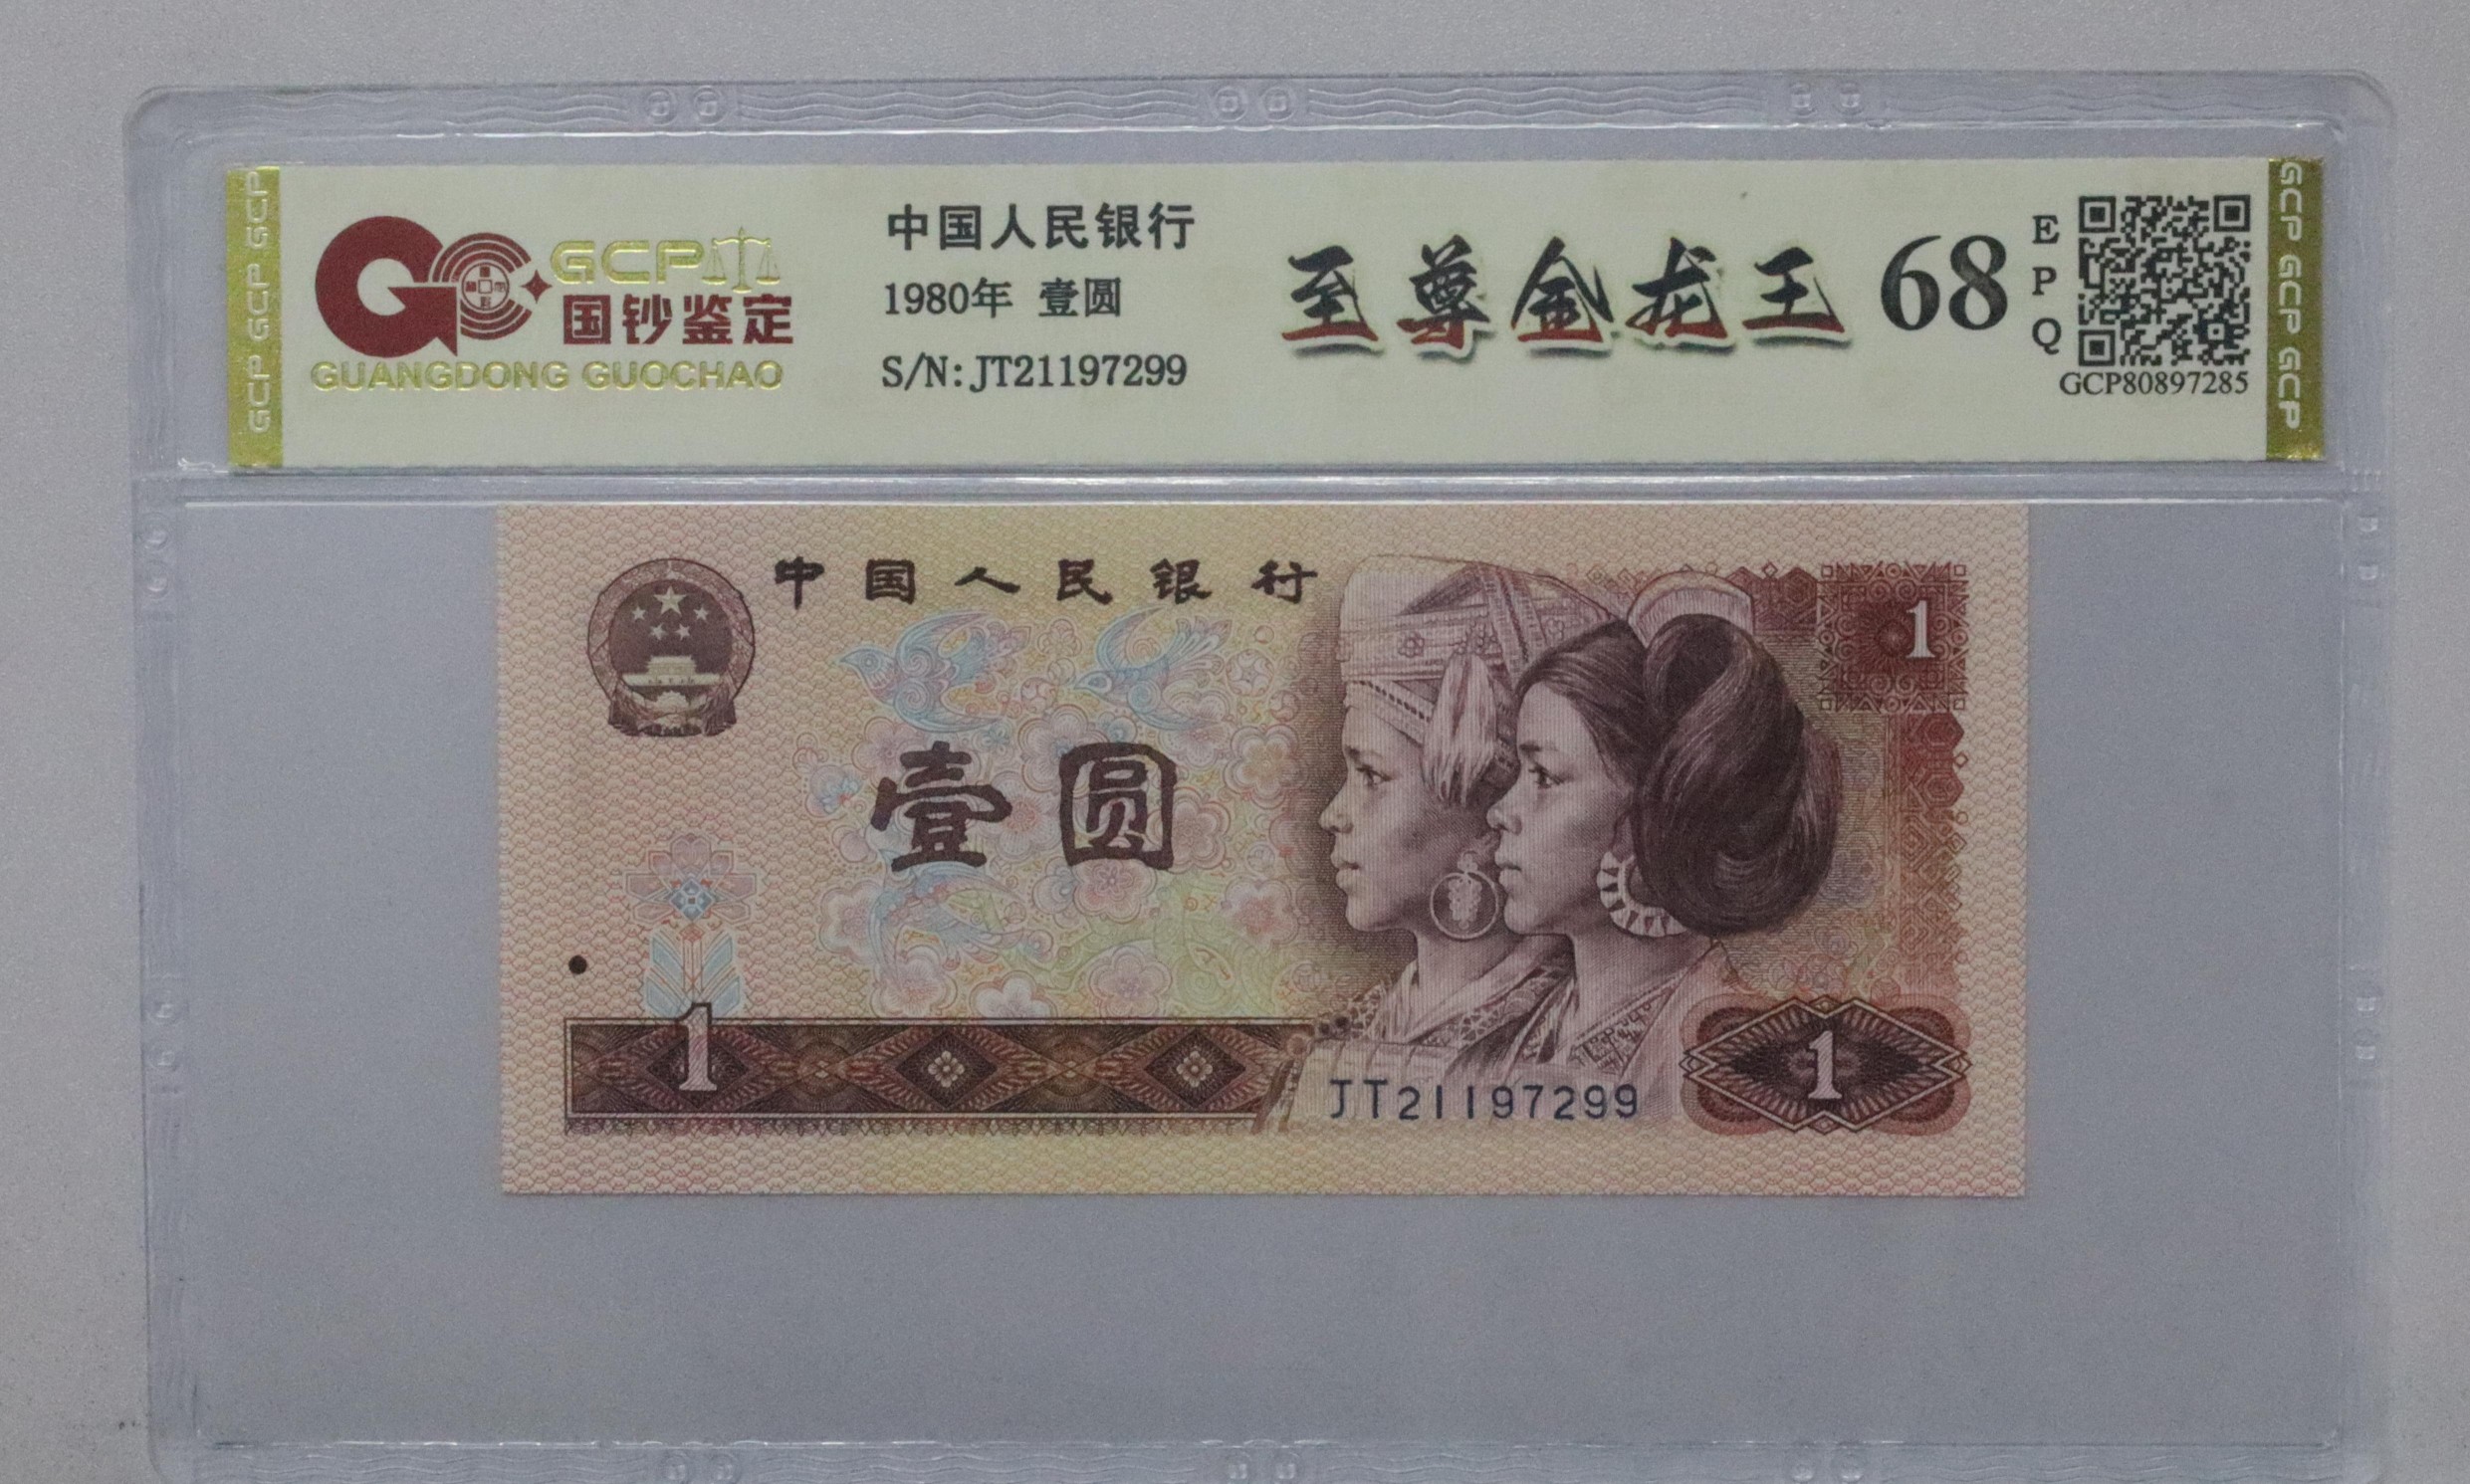 GCP GCP GCP
GCP
国钞鉴定
GUANGDONG GUOCHAO
中国人民银行
1980年 壹圆
S/N:JT21197299
至尊金龙王
68
EPQ
GCP80897285
GCP GCP GCP
中国人民银行
1
壹圆
1
JT21197299
1